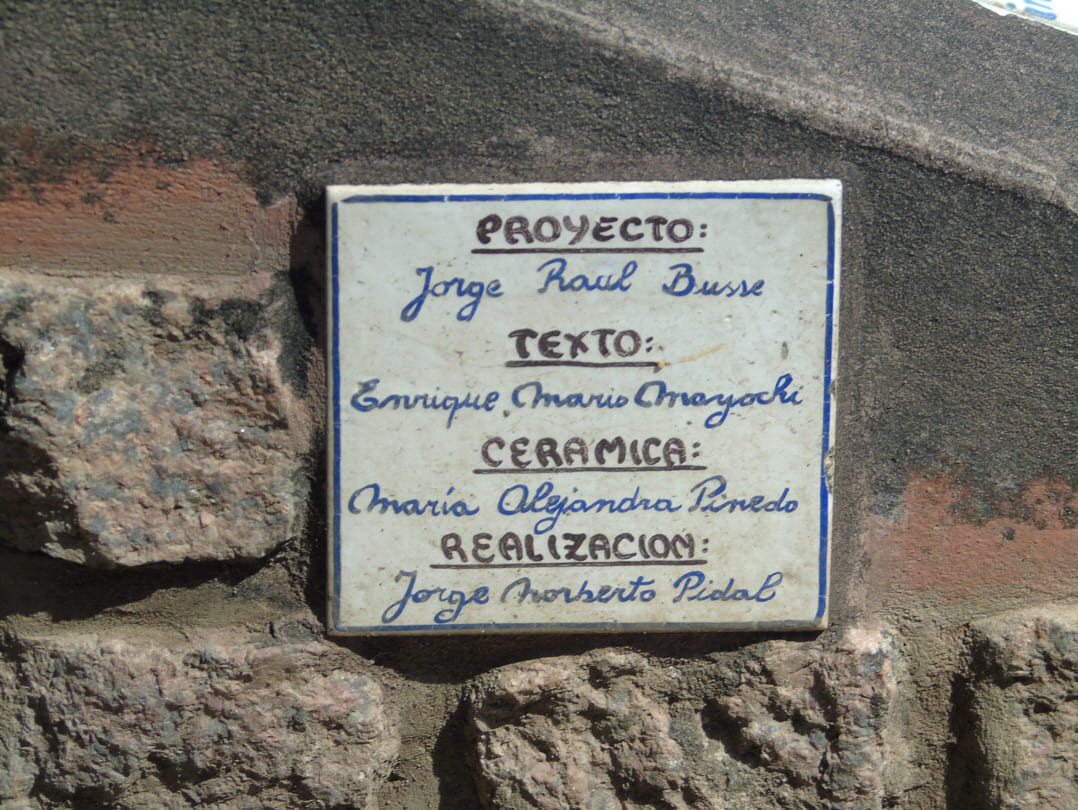 PROYECTO:
Jorge Raul Busse
TEXTO:
Enrique Mario Mayochi
CERAMICA:
María Alejandra Pinedo
REALIZACION:
Jorge Norberto Pidal